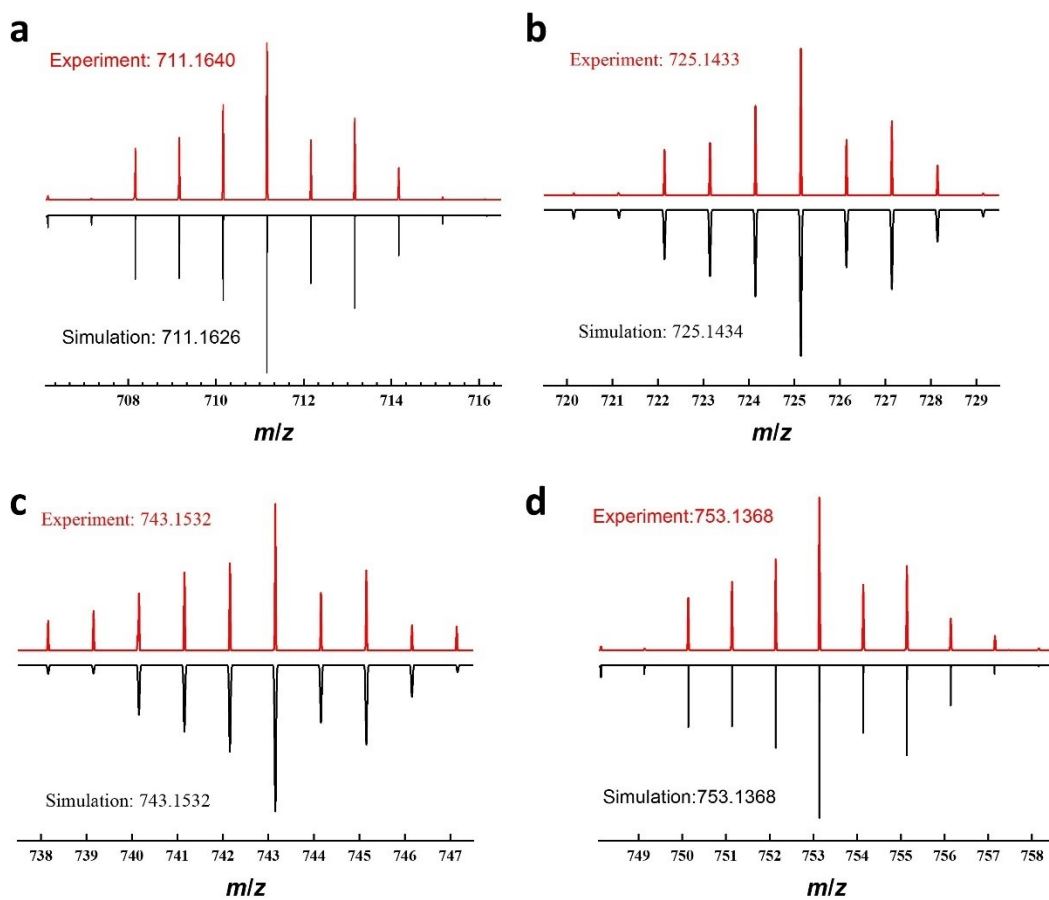 a
Experiment: 711.1640
Simulation: 711.1626
708 710 712 714 716
m/z
b
Experiment: 725.1433
Simulation: 725.1434
720 721 722 723 724 725 726 727 728 729
m/z
c
Experiment: 743.1532
Simulation: 743.1532
738 739 740 741 742 743 744 745 746 747
m/z
d
Experiment:753.1368
Simulation:753.1368
749 750 751 752 753 754 755 756 757 758
m/z